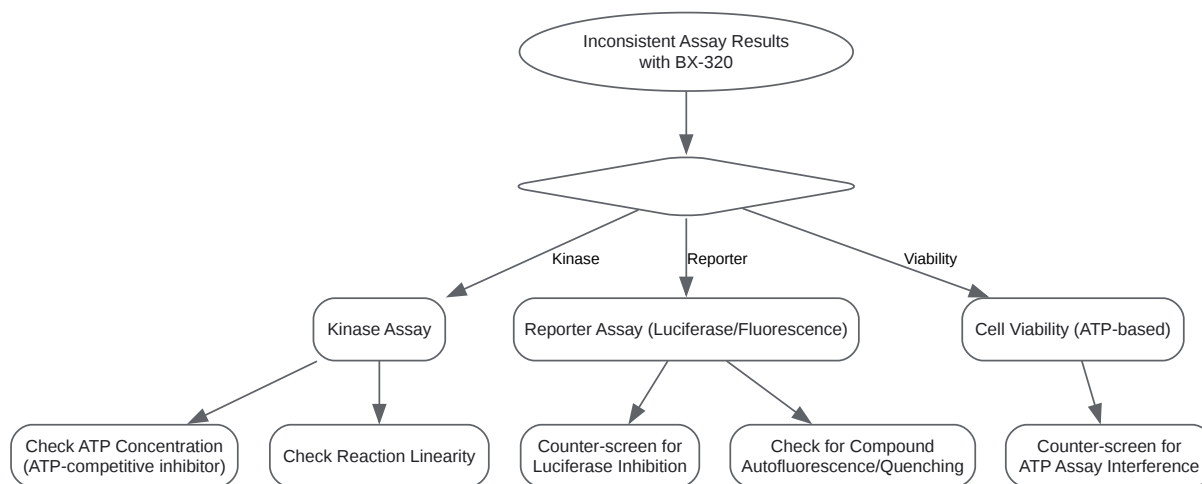 Inconsistent Assay Results
with BX-320
Kinase
Reporter
Viability
Kinase Assay
Reporter Assay (Luciferase/Fluorescence)
Cell Viability (ATP-based)
Check ATP Concentration
(ATP-competitive inhibitor)
Check Reaction Linearity
Counter-screen for
Luciferase Inhibition
Check for Compound
Autofluorescence/Quenching
Counter-screen for
ATP Assay Interference